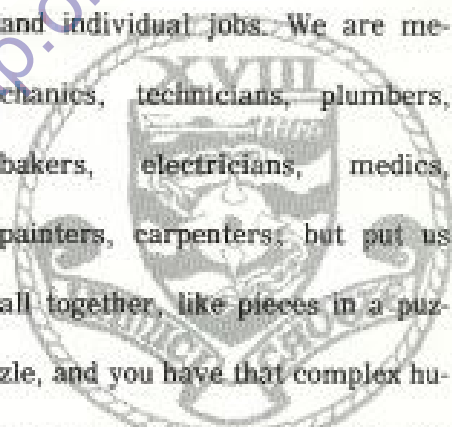 and individual jobs. We are me-
XVIII
chanics, technicians, plumbers,
bakers, electricians, medics,
painters, carpenters; but put us
all together, like pieces in a puz-
zle, and you have that complex hu-